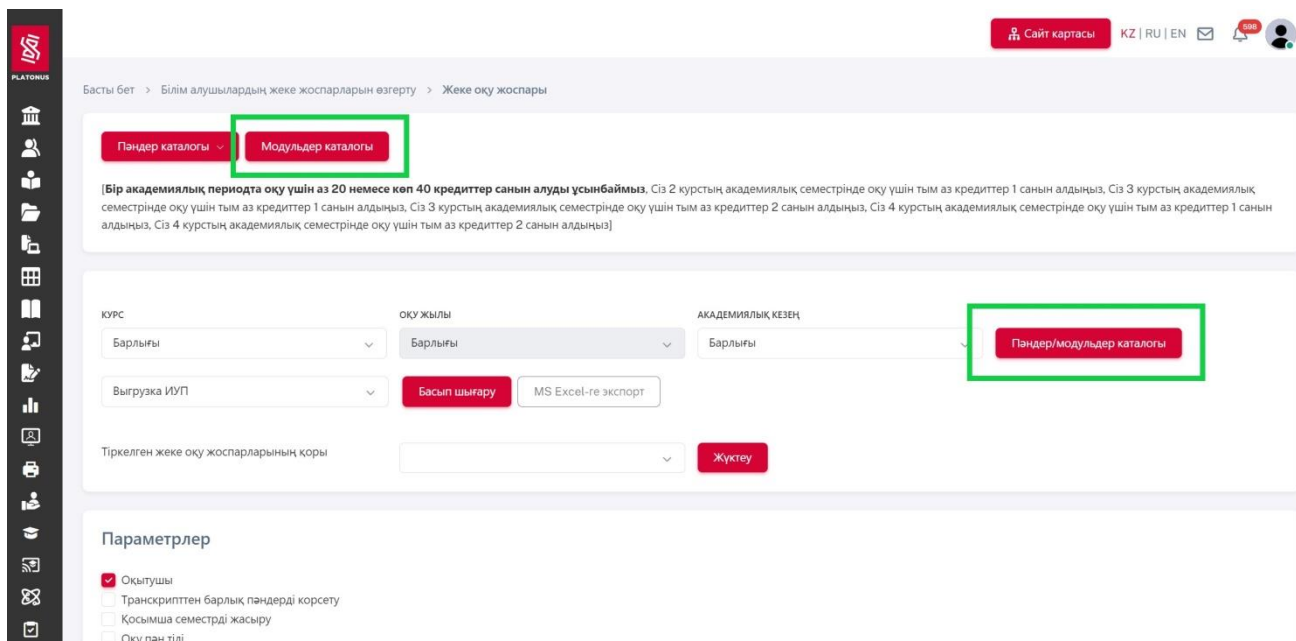 Сайт картасы
KZ | RU | EN
598
PLATONUS
Басты бет > Білім алушылардың жеке жоспарларын өзгерту > Жеке оқу жоспары
Пәндер каталогы
Модульдер каталогы
[Бір академиялық периодта оқу үшін аз 20 немесе көп 40 кредиттер санын алуды ұсынбаймыз, Сіз 2 курстың академиялық семестрінде оқу үшін тым аз кредиттер 1 санын алдыңыз, Сіз 3 курстың академиялық
семестрінде оқу үшін тым аз кредиттер 1 санын алдыңыз, Сіз 3 курстың академиялық семестрінде оқу үшін тым аз кредиттер 2 санын алдыңыз, Сіз 4 курстың академиялық семестрінде оқу үшін тым аз кредиттер 1 санын
алдыңыз, Сіз 4 курстың академиялық семестрінде оқу үшін тым аз кредиттер 2 санын алдыңыз]
КУРС
ОҚУ ЖЫЛЫ
АКАДЕМИЯЛЫҚ КЕЗЕҢ
Барлығы
Барлығы
Барлығы
Пәндер/модульдер каталогы
Выгрузка ИУП
Басып шығару
MS Excel-ге экспорт
Тіркелген жеке оқу жоспарларының қоры
Жүктеу
Параметрлер
Оқытушы
Транскрипттен барлық пәндерді корсету
Қосымша семестрді жасыру
Оқу пән тілі